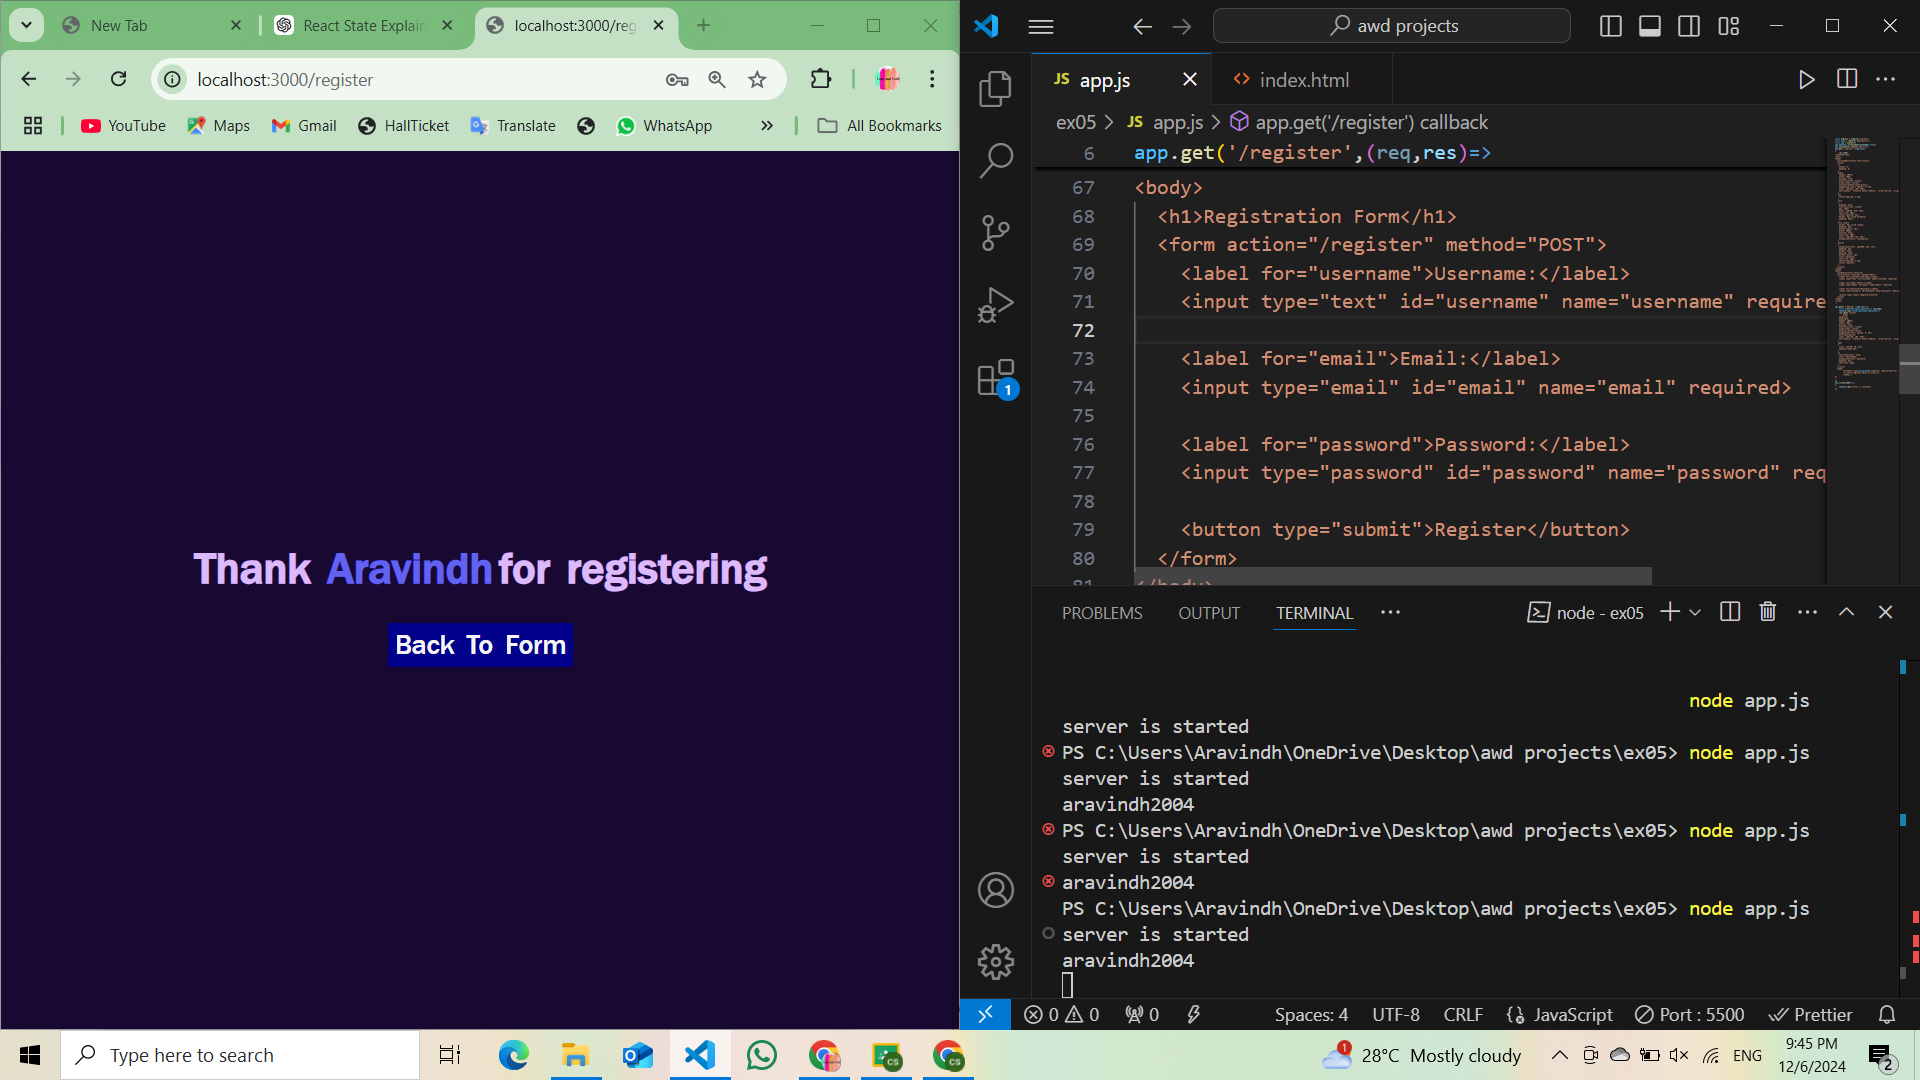 New Tab
React State Explain
localhost:3000/reg
localhost:3000/register
YouTube
Maps
Gmail
HallTicket
Translate
WhatsApp
»
All Bookmarks
Thank Aravindh for registering
Back To Form
awd projects
JS app.js
<> index.html
ex05 > JS app.js > app.get('/register') callback
6 app.get('/register',(req,res)=>
67 <body>
68 <h1>Registration Form</h1>
69 <form action="/register" method="POST">
70 <label for="username">Username:</label>
71 <input type="text" id="username" name="username" require
72
73 <label for="email">Email:</label>
74 <input type="email" id="email" name="email" required>
75
76 <label for="password">Password:</label>
77 <input type="password" id="password" name="password" req
78
79 <button type="submit">Register</button>
80 </form>
81 </body>
1
PROBLEMS OUTPUT TERMINAL ···
node - ex05
node app.js
server is started
PS C:\Users\Aravindh\OneDrive\Desktop\awd projects\ex05> node app.js
server is started
aravindh2004
PS C:\Users\Aravindh\OneDrive\Desktop\awd projects\ex05> node app.js
server is started
aravindh2004
PS C:\Users\Aravindh\OneDrive\Desktop\awd projects\ex05> node app.js
server is started
aravindh2004
0 0 0
Spaces: 4 UTF-8 CRLF JavaScript Port : 5500 Prettier
Type here to search
CS
CS
1
28°C Mostly cloudy
ENG
9:45 PM
12/6/2024
2